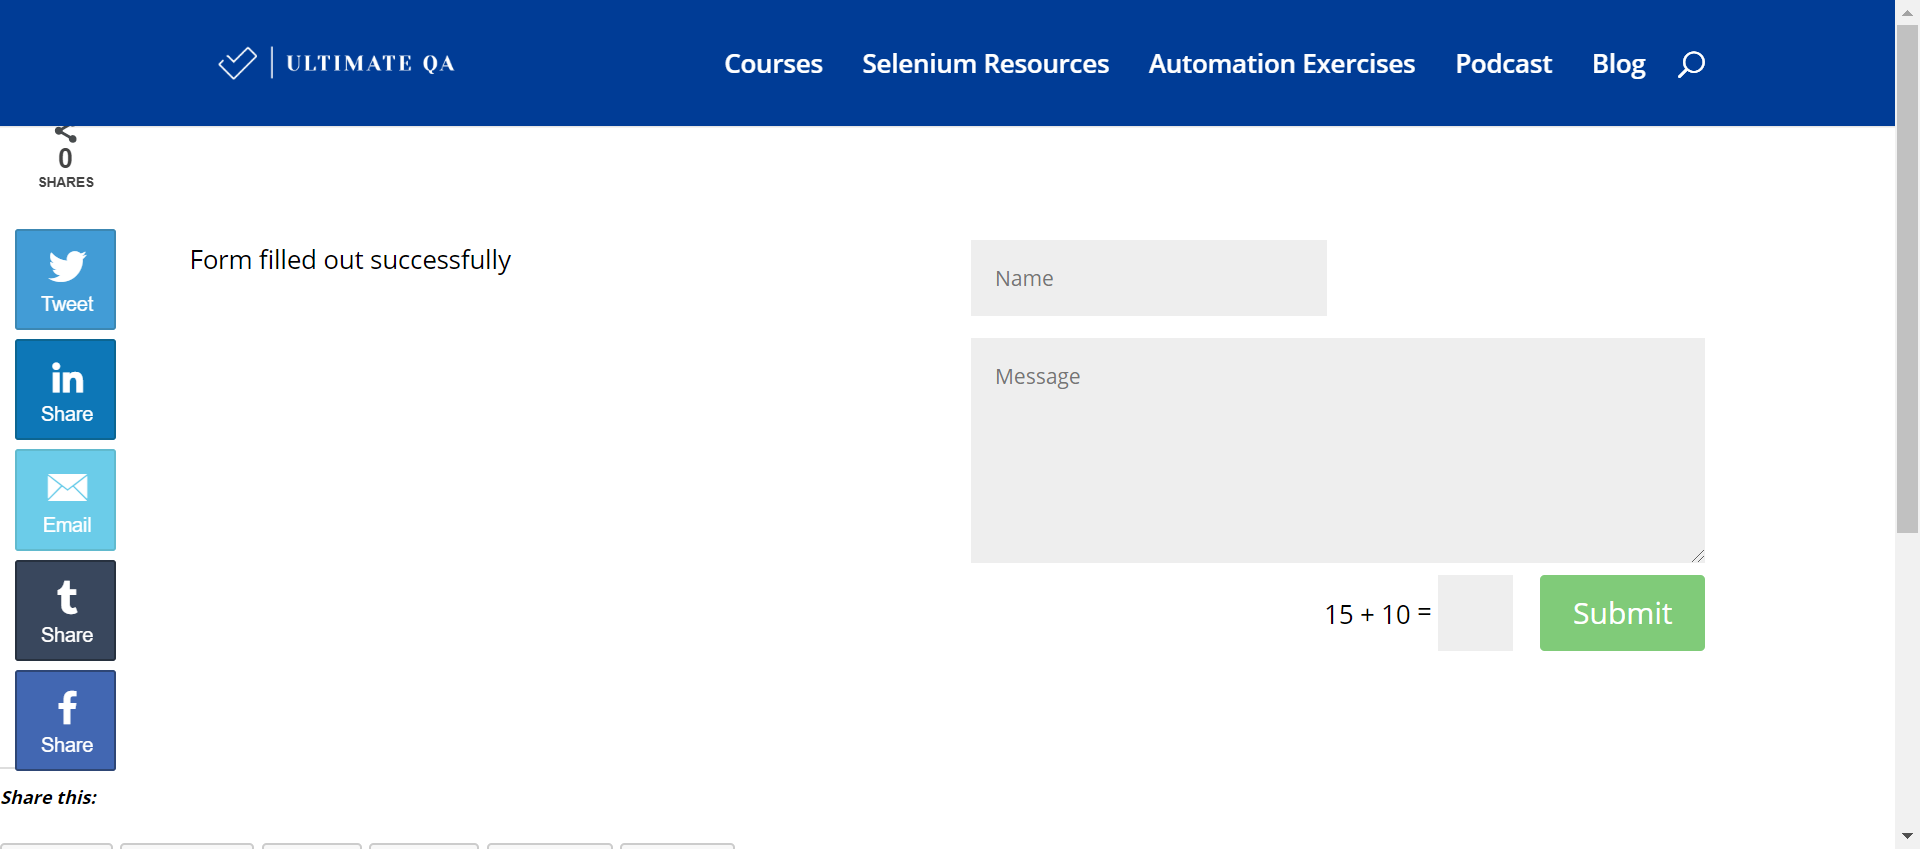 ULTIMATE QA
Courses Selenium Resources Automation Exercises Podcast Blog
0
SHARES
Tweet
Share
Email
Share
Share
Form filled out successfully
Name
Message
15 + 10 =
Submit
Share this: